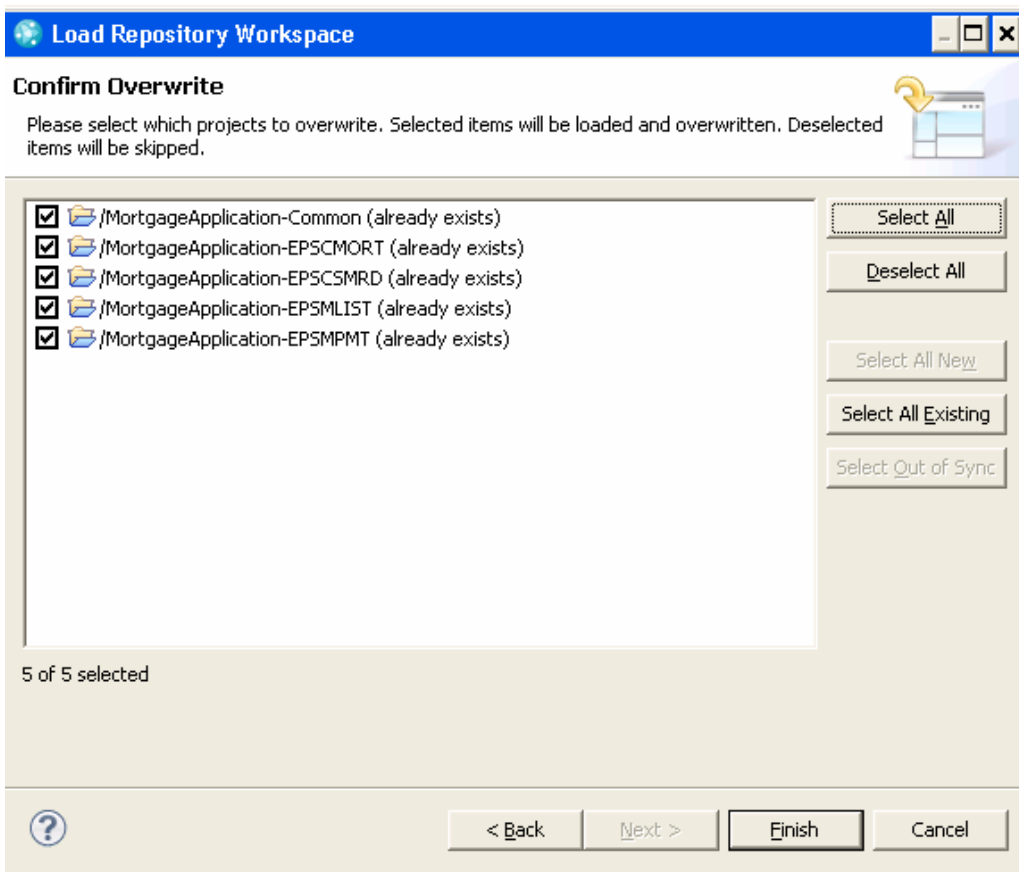 Load Repository Workspace
Confirm Overwrite
Please select which projects to overwrite. Selected items will be loaded and overwritten. Deselected
items will be skipped.
/MortgageApplication-Common (already exists)
/MortgageApplication-EPSCMORT (already exists)
/MortgageApplication-EPSCSMRD (already exists)
/MortgageApplication-EPSMLIST (already exists)
/MortgageApplication-EPSMPMT (already exists)
Select All
Deselect All
Select All New
Select All Existing
Select Out of Sync
5 of 5 selected
?
< Back
Next >
Finish
Cancel